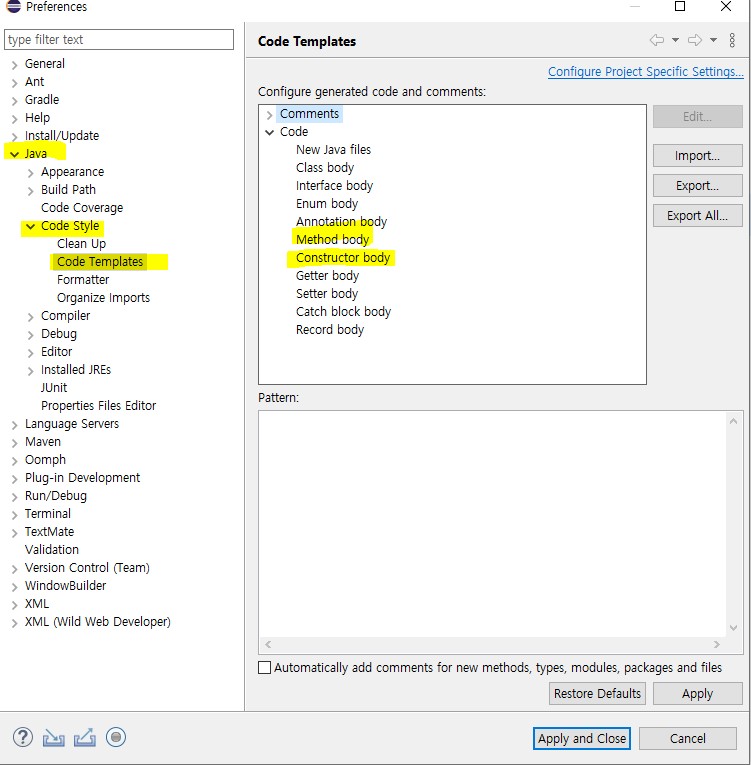 Preferences
type filter text
General
Ant
Gradle
Help
Install/Update
Java
Appearance
Build Path
Code Coverage
Code Style
Clean Up
Code Templates
Formatter
Organize Imports
Compiler
Debug
Editor
Installed JREs
JUnit
Properties Files Editor
Language Servers
Maven
Oomph
Plug-in Development
Run/Debug
Terminal
TextMate
Validation
Version Control (Team)
WindowBuilder
XML
XML (Wild Web Developer)
Code Templates
Configure Project Specific Settings...
Configure generated code and comments:
Comments
Code
New Java files
Class body
Interface body
Enum body
Annotation body
Method body
Constructor body
Getter body
Setter body
Catch block body
Record body
Edit...
Import...
Export...
Export All...
Pattern:
Automatically add comments for new methods, types, modules, packages and files
Restore Defaults
Apply
Apply and Close
Cancel